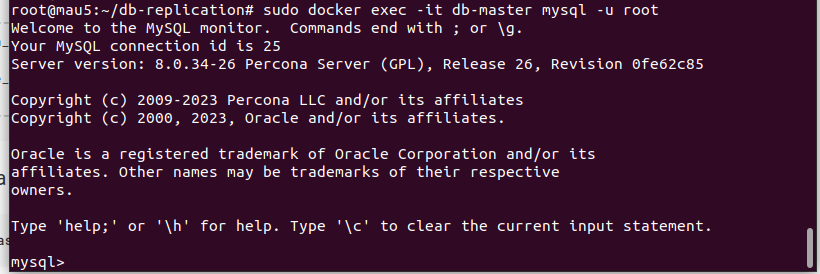 root@mau5:~/db-replication# sudo docker exec -it db-master mysql -u root
Welcome to the MySQL monitor.  Commands end with ; or \g.
Your MySQL connection id is 25
Server version: 8.0.34-26 Percona Server (GPL), Release 26, Revision 0fe62c85
Copyright (c) 2009-2023 Percona LLC and/or its affiliates
Copyright (c) 2000, 2023, Oracle and/or its affiliates.
Oracle is a registered trademark of Oracle Corporation and/or its
affiliates. Other names may be trademarks of their respective
owners.
Type 'help;' or '\h' for help. Type '\c' to clear the current input statement.
mysql>